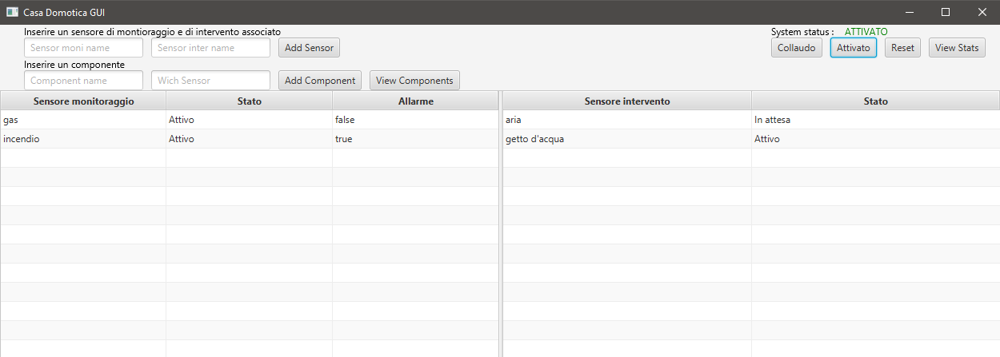 Casa Domotica GUI
Inserire un sensore di montioraggio e di intervento associato
System status : ATTIVATO
Sensor moni name Sensor inter name Add Sensor
Collaudo Attivato Reset View Stats
Inserire un componente
Component name Wich Sensor Add Component View Components
Sensore monitoraggio Stato Allarme Sensore intervento Stato
gas Attivo false aria In attesa
incendio Attivo true getto d'acqua Attivo